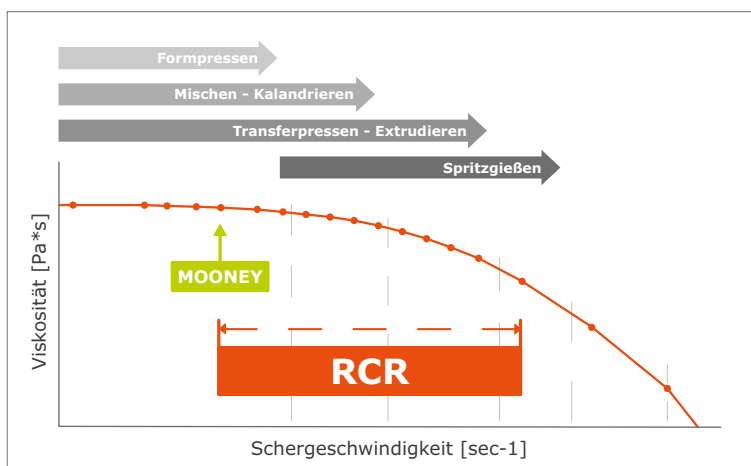 Formpressen
Mischen - Kalandrieren
Transferpressen - Extrudieren
Spritzgießen
Viskosität [Pa*s]
MOONEY
RCR
Schergeschwindigkeit [sec-1]